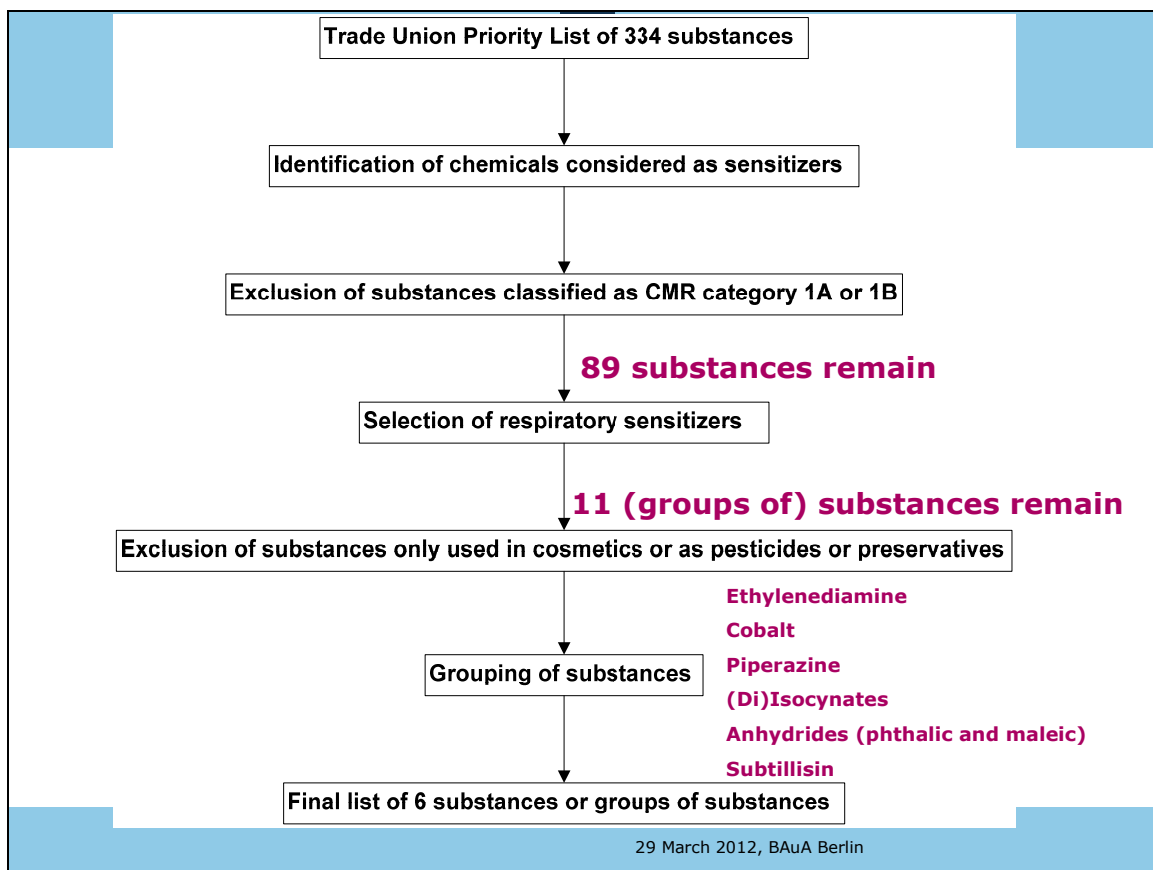 Trade Union Priority List of 334 substances
Identification of chemicals considered as sensitizers
Exclusion of substances classified as CMR category 1A or 1B
89 substances remain
Selection of respiratory sensitizers
11 (groups of) substances remain
Exclusion of substances only used in cosmetics or as pesticides or preservatives
Ethylenediamine
Cobalt
Grouping of substances
Piperazine
(Di)Isocynates
Anhydrides (phthalic and maleic)
Subtillisin
Final list of 6 substances or groups of substances
29 March 2012, BAuA Berlin